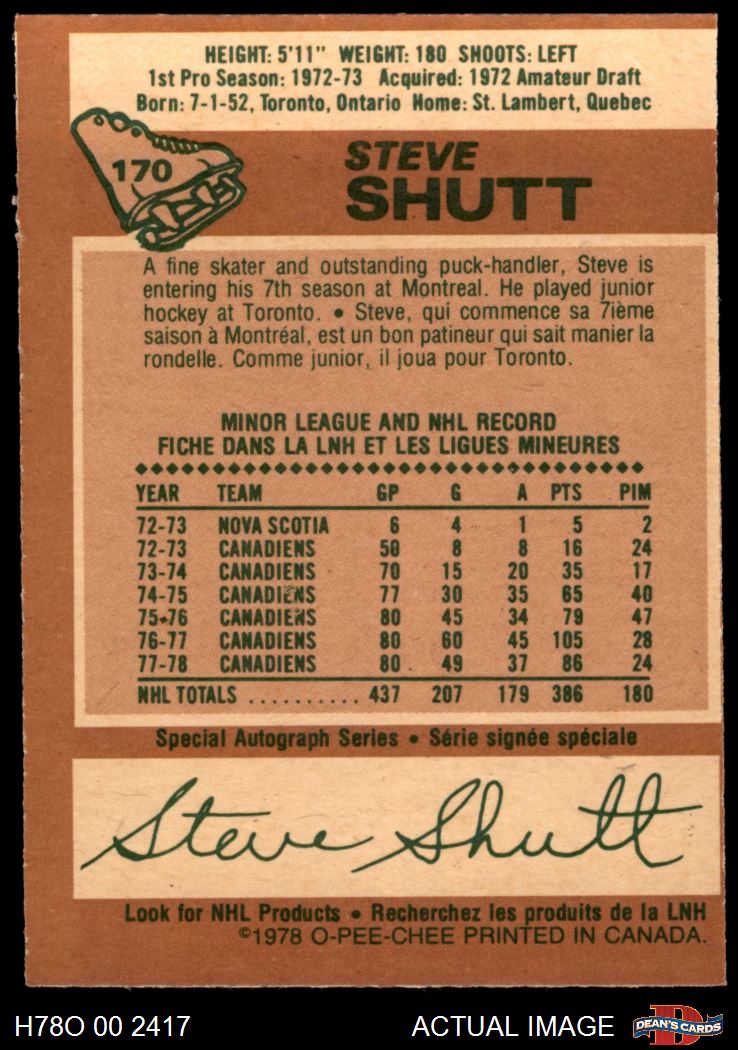 HEIGHT: 5'11" WEIGHT: 180 SHOOTS: LEFT
1st Pro Season: 1972-73 Acquired: 1972 Amateur Draft
Born: 7-1-52, Toronto, Ontario Home: St. Lambert, Quebec
170
STEVE
SHUTT
A fine skater and outstanding puck-handler, Steve is
entering his 7th season at Montreal. He played junior
hockey at Toronto. • Steve, qui commence sa 7ième
saison à Montréal, est un bon patineur qui sait manier la
rondelle. Comme junior, il joua pour Toronto.
MINOR LEAGUE AND NHL RECORD
FICHE DANS LA LNH ET LES LIGUES MINEURES
YEAR TEAM GP G A PTS PIM
72-73 NOVA SCOTIA 6 4 1 5 2
72-73 CANADIENS 50 8 8 16 24
73-74 CANADIENS 70 15 20 35 17
74-75 CANADIENS 77 30 35 65 40
75-76 CANADIENS 80 45 34 79 47
76-77 CANADIENS 80 60 45 105 28
77-78 CANADIENS 80 49 37 86 24
NHL TOTALS .......... 437 207 179 386 180
Special Autograph Series • Série signée spéciale
Steve Shutt
Look for NHL Products • Recherchez les produits de la LNH
©1978 O-PEE-CHEE PRINTED IN CANADA.
H78O 00 2417 ACTUAL IMAGE D DEAN'S CARDS